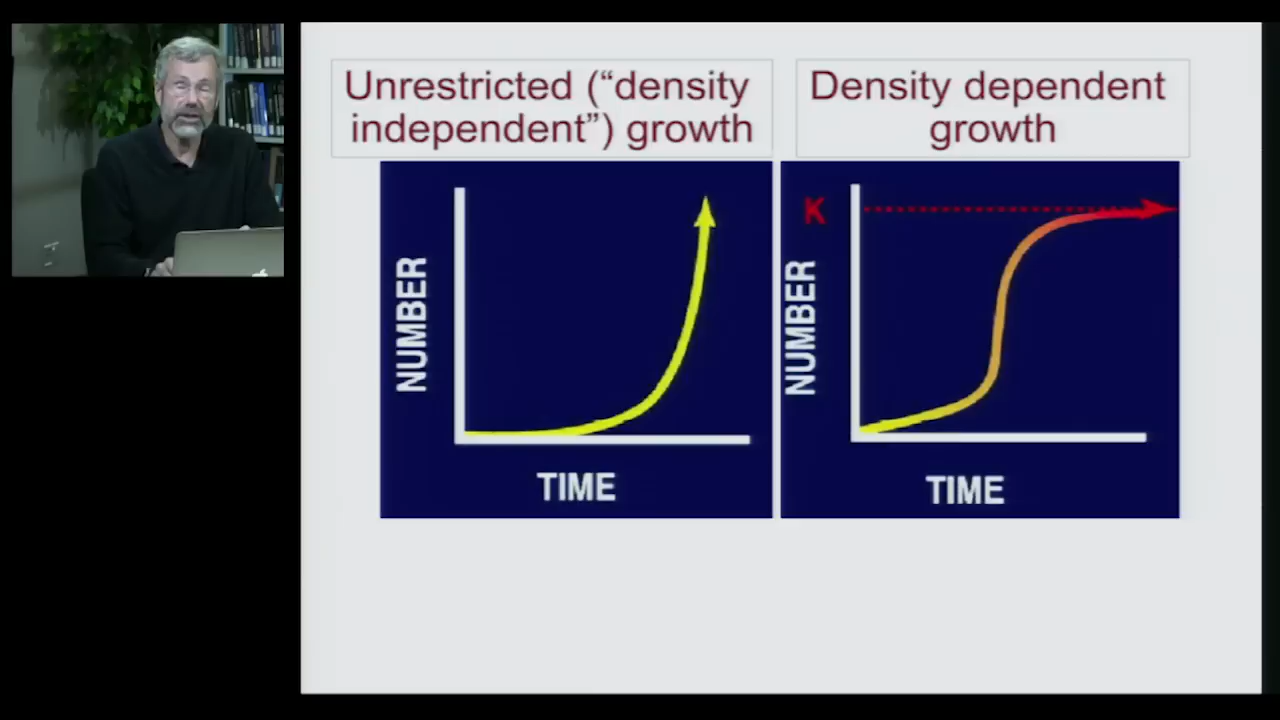 Unrestricted (“density
independent”) growth
Density dependent
growth
NUMBER
TIME
K
NUMBER
TIME